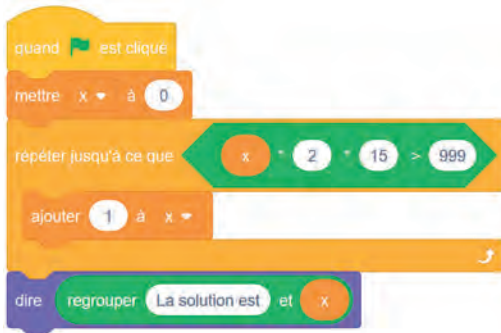 quand est cliqué
mettre x à 0
répéter jusqu'à ce que x * 2 * 15 > 999
ajouter 1 à x
dire regrouper La solution est et x